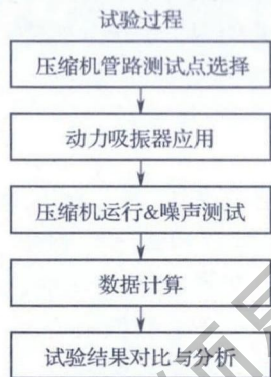 试验过程
压缩机管路测试点选择
动力吸振器应用
压缩机运行&噪声测试
数据计算
试验结果对比与分析